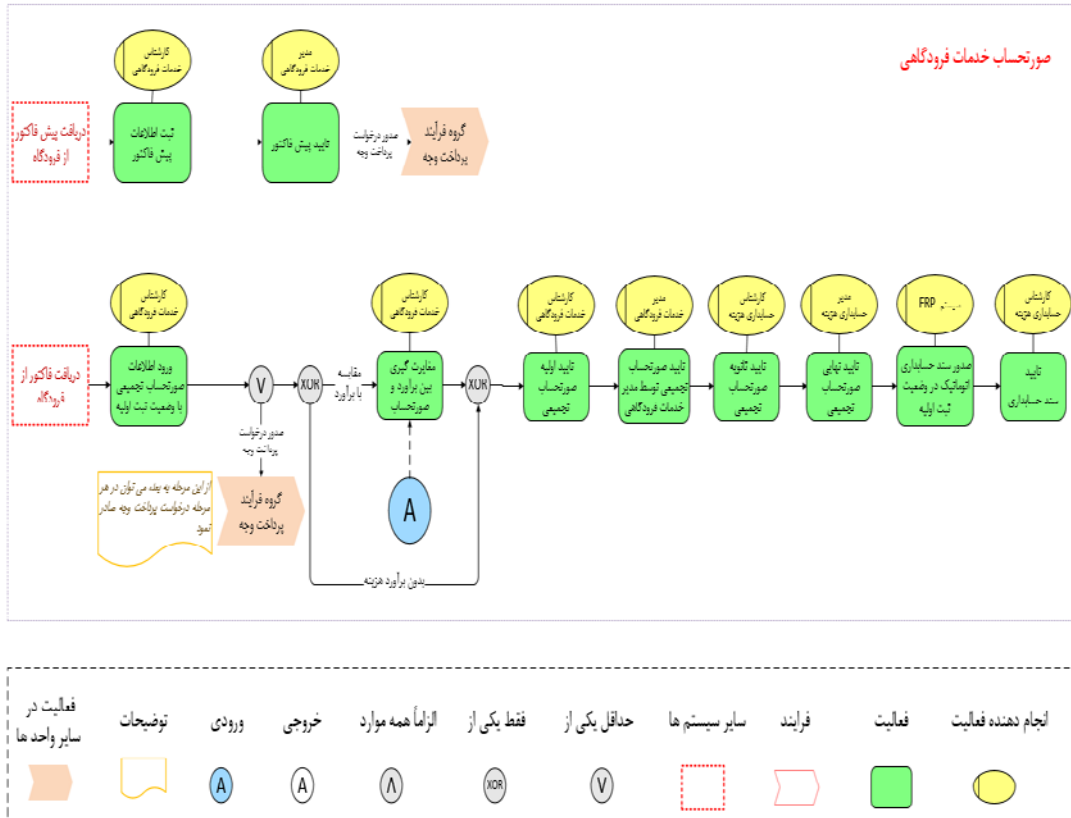 صورتحساب خدمات فرودگاهی
کارشناس
خدمات فرودگاهی
مدیر
خدمات فرودگاهی
دریافت پیش فاکتور
از فرودگاه
ثبت اطلاعات
پیش فاکتور
تایید پیش فاکتور
صدور درخواست
پرداخت وجه
گروه فرآیند
پرداخت وجه
کارشناس
خدمات فرودگاهی
کارشناس
خدمات فرودگاهی
کارشناس
خدمات فرودگاهی
مدیر
خدمات فرودگاهی
کارشناس
حسابداری هزینه
مدیر
حسابداری هزینه
سیستم FRP
کارشناس
حسابداری هزینه
دریافت فاکتور از
فرودگاه
ورود اطلاعات
صورتحساب تجمیعی
با وضعیت ثبت اولیه
V
XOR
مقایسه
با برآورد
مغایرت گیری
بین برآورد و
صورتحساب
XOR
تایید اولیه
صورتحساب
تجمیعی
تایید صورتحساب
تجمیعی توسط مدیر
خدمات فرودگاهی
تایید ثانویه
صورتحساب
تجمیعی
تایید نهایی
صورتحساب
تجمیعی
صدور سند حسابداری
اتوماتیک در وضعیت
ثبت اولیه
تایید
سند حسابداری
صدور درخواست
پرداخت وجه
از این مرحله به بعد، می توان در هر
مرحله درخواست پرداخت وجه صادر
نمود
گروه فرآیند
پرداخت وجه
A
بدون برآورد هزینه
انجام دهنده فعالیت
فعالیت
فرایند
سایر سیستم ها
حداقل یکی از
فقط یکی از
الزاماً همه موارد
خروجی
ورودی
توضیحات
فعالیت در
سایر واحد ها
V
XOR
Λ
A
A